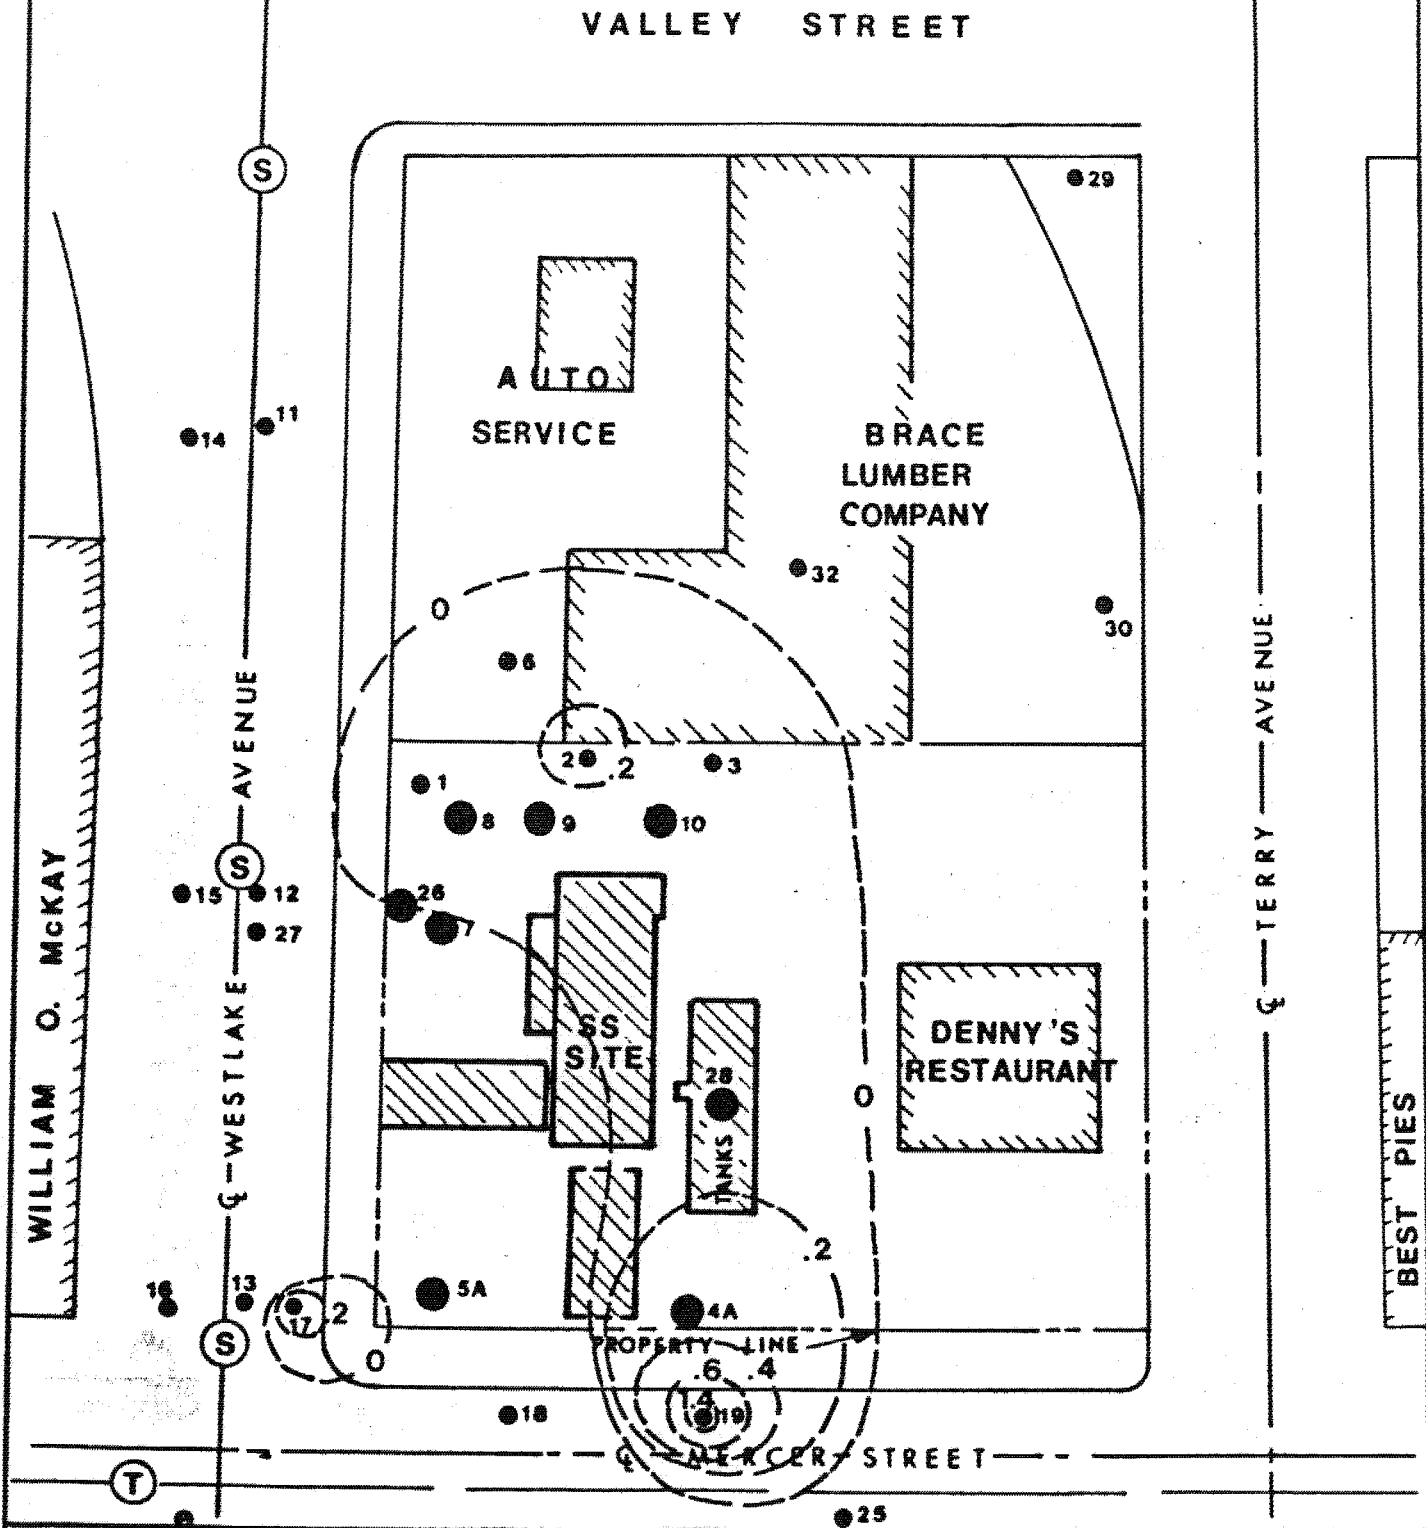 VALLEY STREET
S
29
AUTO
SERVICE
11
14
BRACE
LUMBER
COMPANY
32
30
0
6
2
.2
3
1
8
9
10
AVENUE
S
15
12
27
26
7
WILLIAM O. McKAY
℄ WESTLAKE
℄ TERRY AVENUE
SS
SITE
28
TANKS
DENNY'S
RESTAURANT
0
BEST PIES
.2
16
13
17
.2
5A
4A
S
0
PROPERTY LINE
.6
.4
1.4
19
18
℄ MERCER STREET
T
25